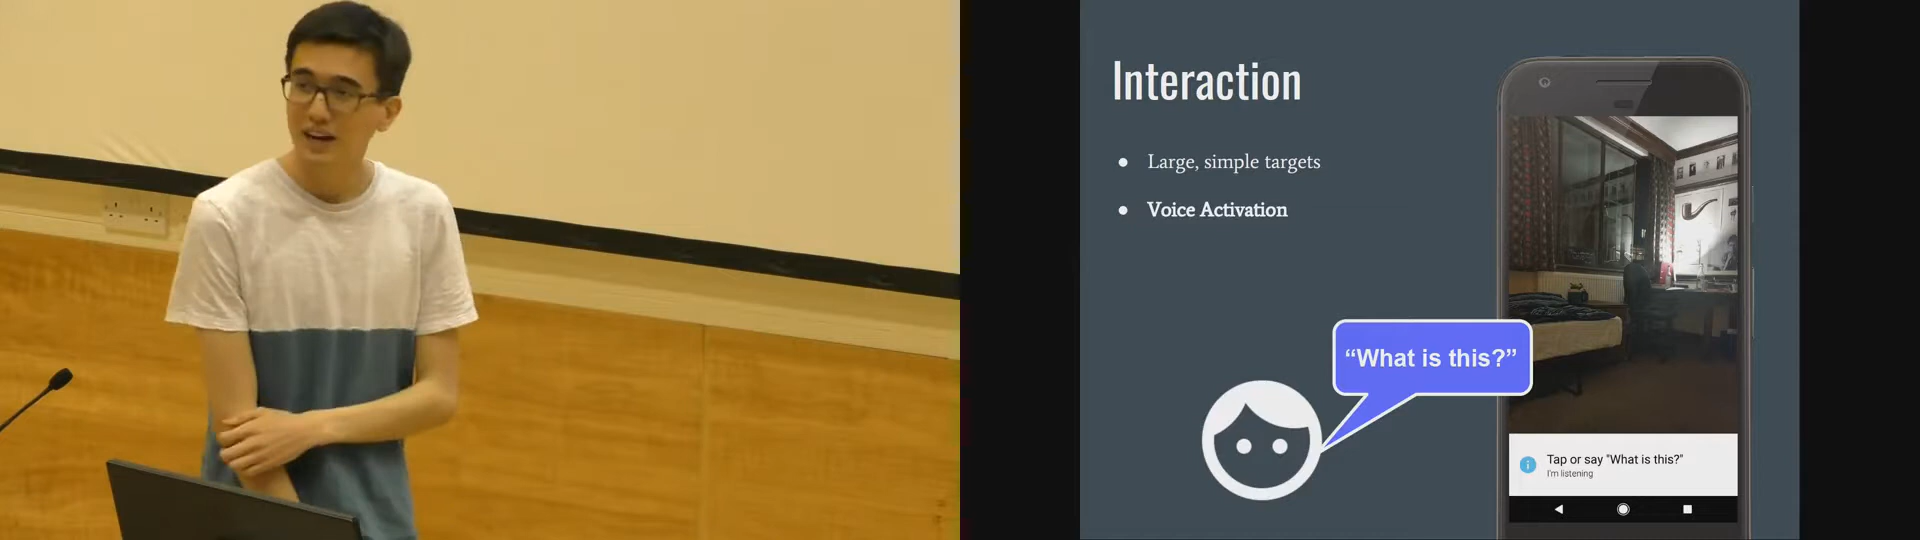 Interaction
● Large, simple targets
● Voice Activation
“What is this?”
Tap or say "What is this?"
I'm listening